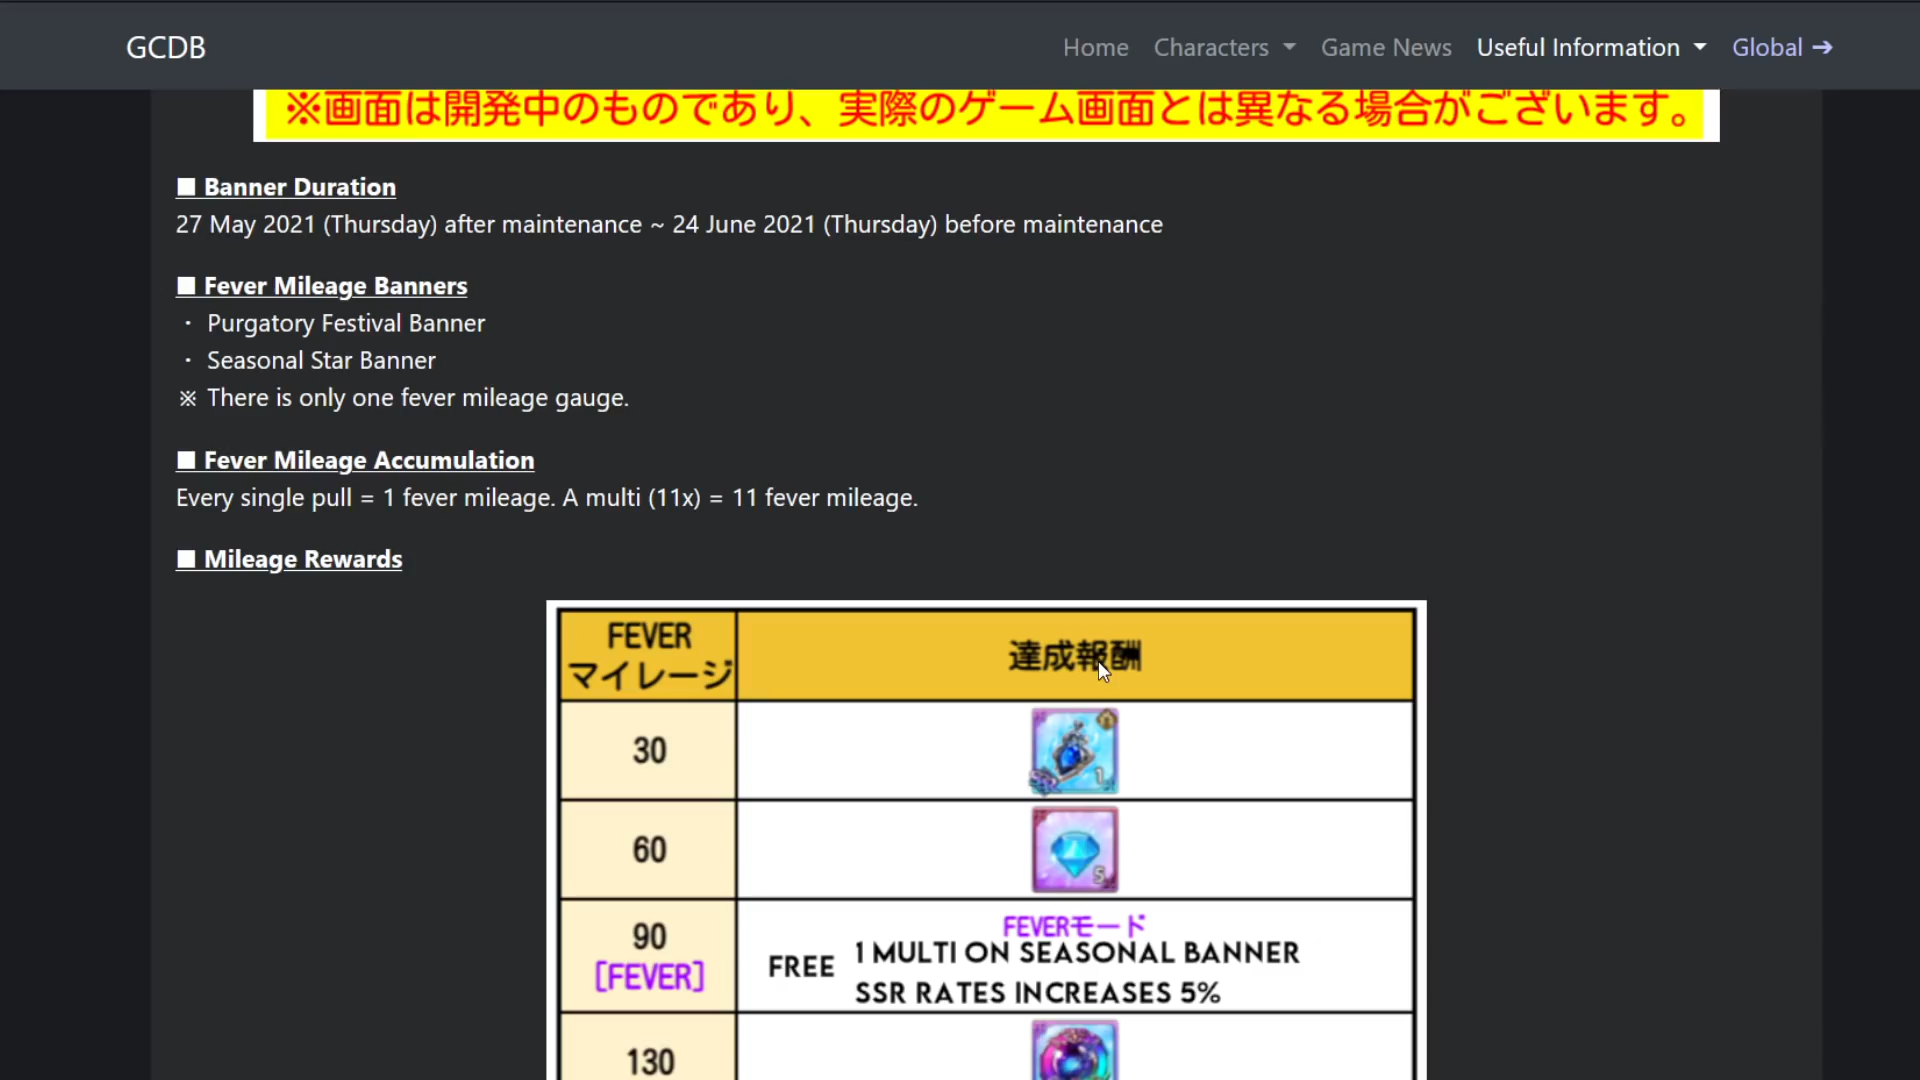 GCDB
Home Characters Game News Useful Information Global →
※画面は開発中のものであり、実際のゲーム画面とは異なる場合がございます。
■ Banner Duration
27 May 2021 (Thursday) after maintenance ~ 24 June 2021 (Thursday) before maintenance
■ Fever Mileage Banners
・ Purgatory Festival Banner
・ Seasonal Star Banner
※ There is only one fever mileage gauge.
■ Fever Mileage Accumulation
Every single pull = 1 fever mileage. A multi (11x) = 11 fever mileage.
■ Mileage Rewards
FEVER
マイレージ
達成報酬
30
SSR 1
60
5
90
[FEVER]
FEVERモード
FREE 1 MULTI ON SEASONAL BANNER
SSR RATES INCREASES 5%
130